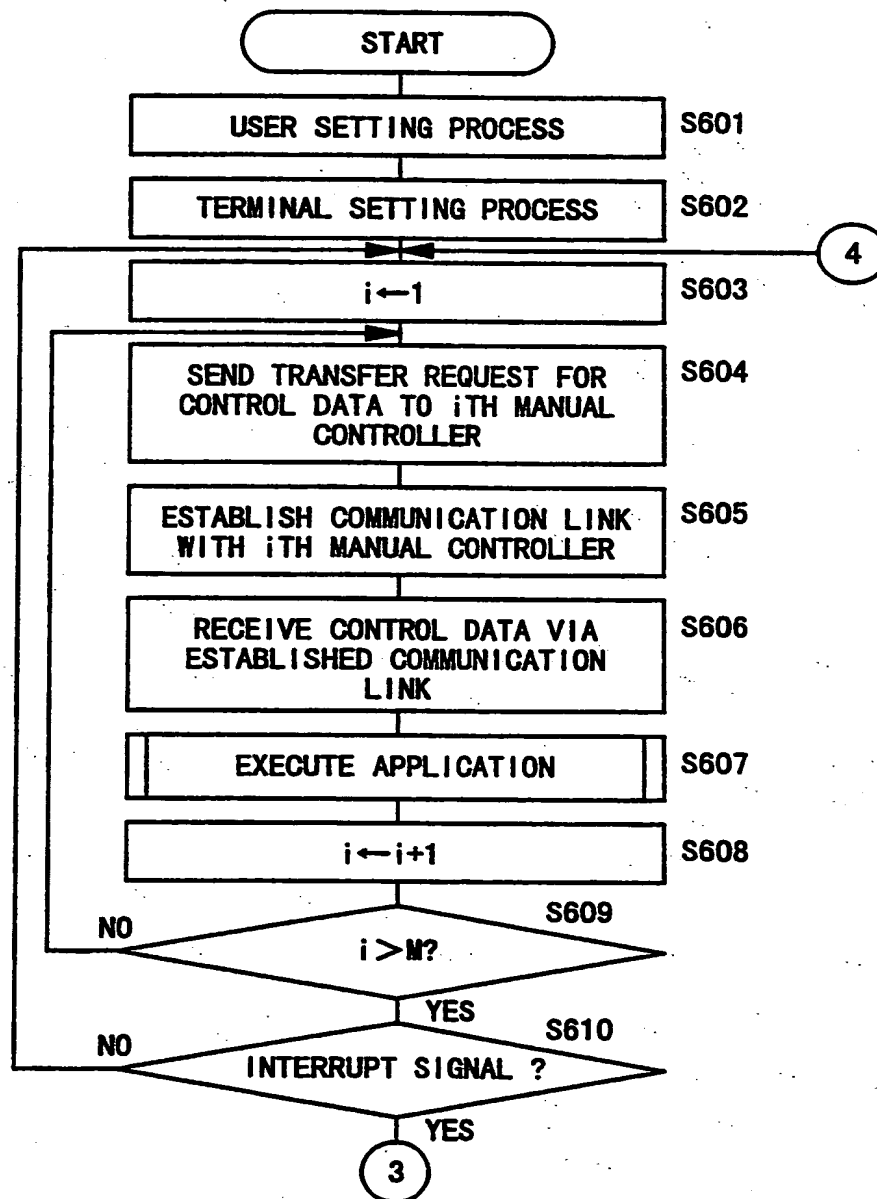 START
USER SETTING PROCESS
S601
TERMINAL SETTING PROCESS
S602
4
i←1
S603
SEND TRANSFER REQUEST FOR
CONTROL DATA TO iTH MANUAL
CONTROLLER
S604
ESTABLISH COMMUNICATION LINK
WITH iTH MANUAL CONTROLLER
S605
RECEIVE CONTROL DATA VIA
ESTABLISHED COMMUNICATION
LINK
S606
EXECUTE APPLICATION
S607
i←i+1
S608
S609
NO
i>M?
YES
S610
NO
INTERRUPT SIGNAL ?
YES
3